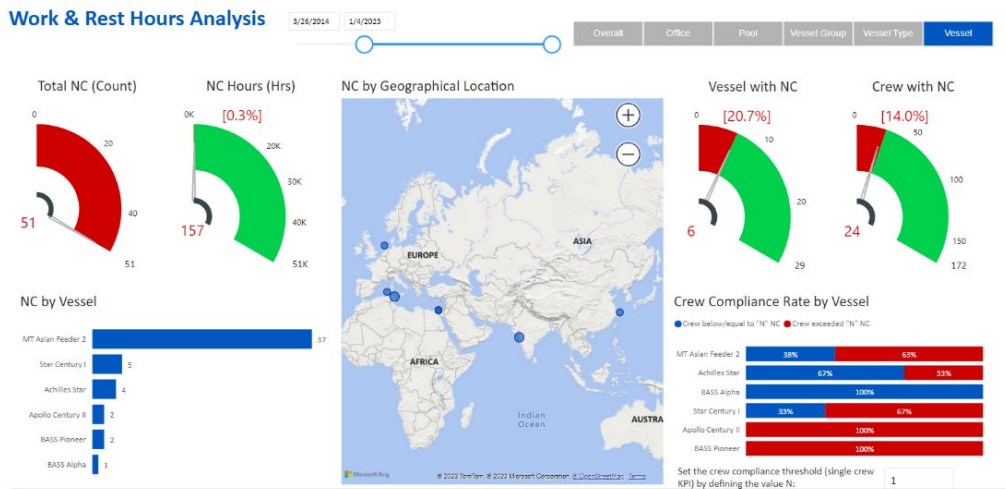 Work & Rest Hours Analysis
3/26/2014 1/4/2023
Overall Office Pool Vessel Group Vessel Type Vessel
Total NC (Count)
0
20
40
51
51
NC Hours (Hrs)
[0.3%]
0K
20K
30K
40K
51K
157
NC by Geographical Location
EUROPE
ASIA
AFRICA
Indian
Ocean
AUSTRA
Microsoft Bing
© 2023 TomTom, © 2023 Microsoft Corporation, © OpenStreetMap Terms
Vessel with NC
[20.7%]
0
10
20
29
6
Crew with NC
[14.0%]
0
50
100
150
172
24
NC by Vessel
MT Asian Feeder 2 37
Star Century I 5
Achilles Star 4
Apollo Century II 2
BASS Pioneer 2
BASS Alpha 1
Crew Compliance Rate by Vessel
Crew below/equal to "N" NC Crew exceeded "N" NC
MT Asian Feeder 2 38% 63%
Achilles Star 67% 33%
BASS Alpha 100%
Star Century I 33% 67%
Apollo Century II 100%
BASS Pioneer 100%
Set the crew compliance threshold (single crew
KPI) by defining the value N: 1